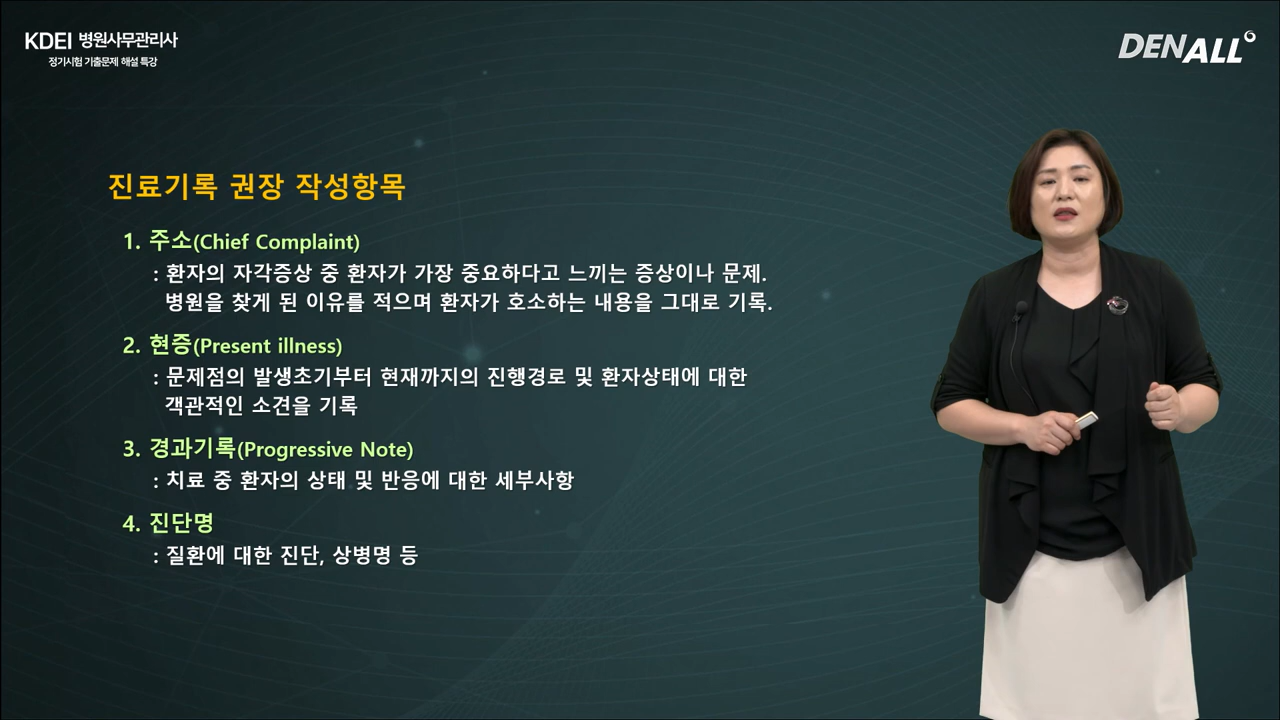 KDEI 병원사무관리사
정기시험 기출문제 해설 특강
DENALL
진료기록 권장 작성항목
1. 주소(Chief Complaint)
: 환자의 자각증상 중 환자가 가장 중요하다고 느끼는 증상이나 문제.
병원을 찾게 된 이유를 적으며 환자가 호소하는 내용을 그대로 기록.
2. 현증(Present illness)
: 문제점의 발생초기부터 현재까지의 진행경로 및 환자상태에 대한
객관적인 소견을 기록
3. 경과기록(Progressive Note)
: 치료 중 환자의 상태 및 반응에 대한 세부사항
4. 진단명
: 질환에 대한 진단, 상병명 등